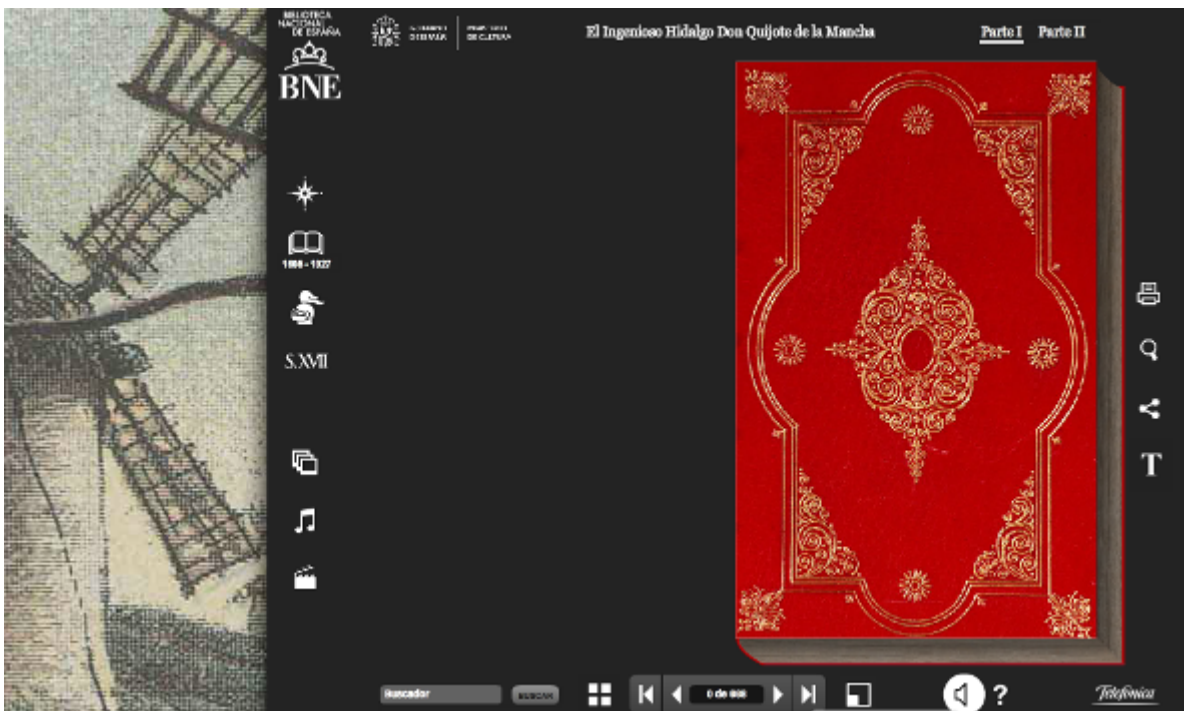 BIBLIOTECA
NACIONAL
DE ESPAÑA
BNE
El Ingenioso Hidalgo Don Quijote de la Mancha
Parte I
Parte II
S.XVII
T
Buscador
BUSCAR
?
Telefónica